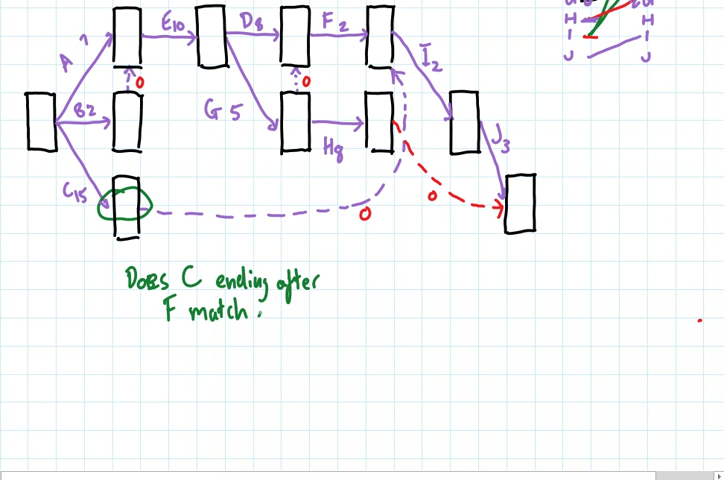 E10
D8
F2
I2
A 7
0
0
B2
G 5
H8
J3
C15
0
0
Does C ending after
F match.
H H
I I
J J